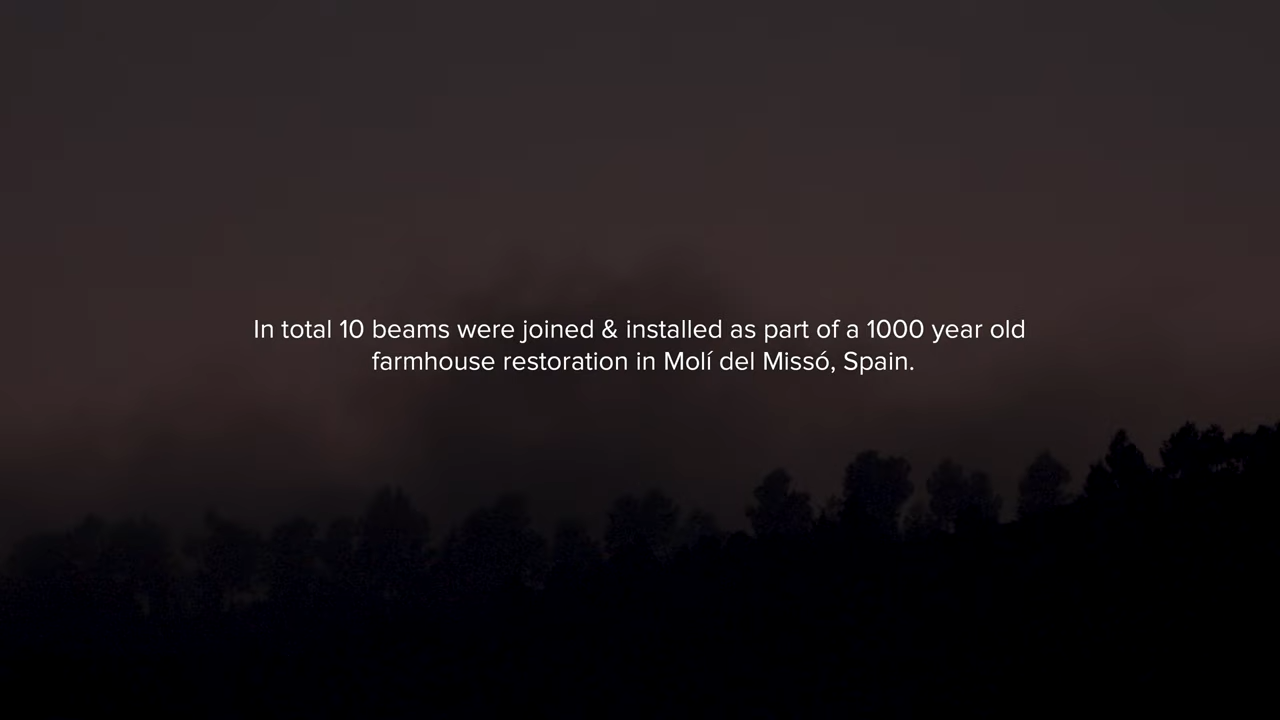 In total 10 beams were joined & installed as part of a 1000 year old
farmhouse restoration in Molí del Missó, Spain.